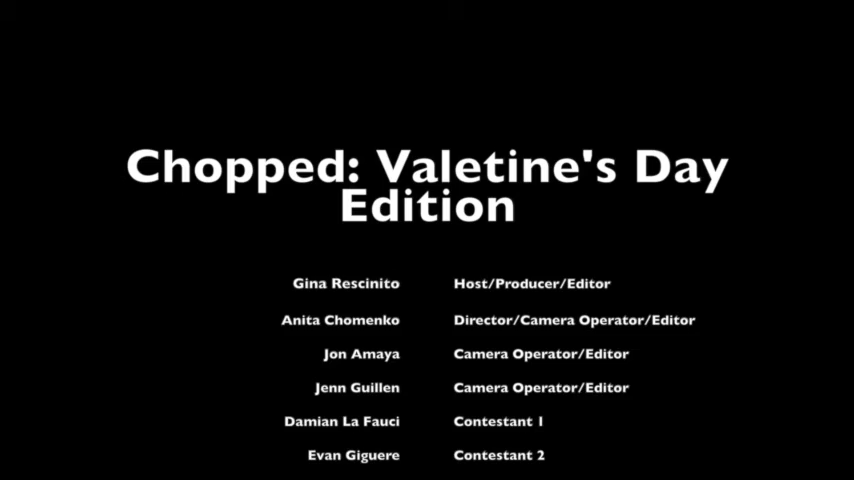 Chopped: Valetine's Day
Edition
Gina Rescinito Host/Producer/Editor
Anita Chomenko Director/Camera Operator/Editor
Jon Amaya Camera Operator/Editor
Jenn Guillen Camera Operator/Editor
Damian La Fauci Contestant 1
Evan Giguere Contestant 2